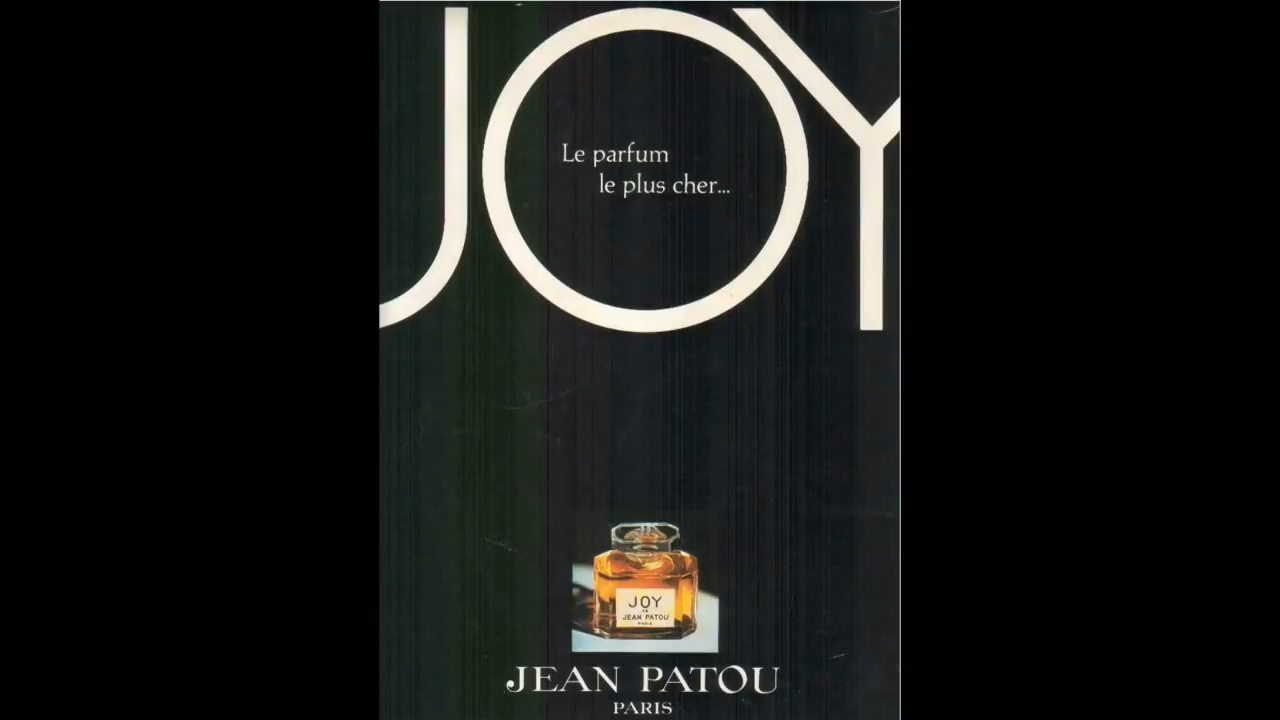 JOY
Le parfum
le plus cher...
JOY
DE
JEAN PATOU
PARIS
JEAN PATOU
PARIS